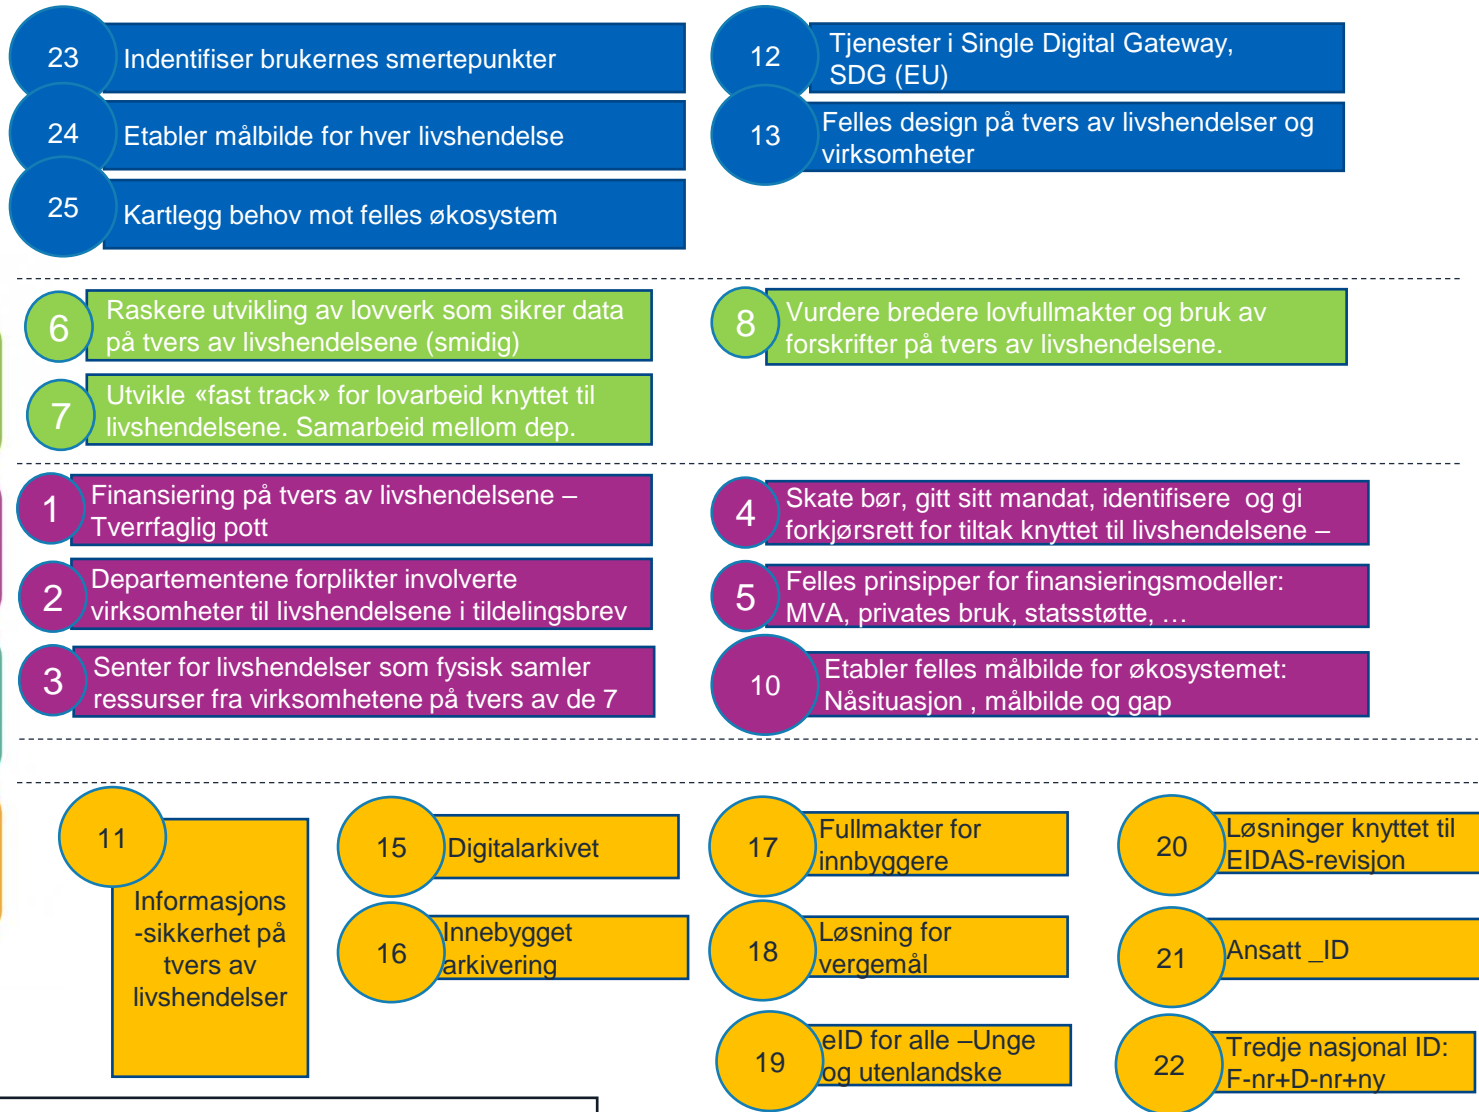 23
Indentifiser brukernes smertepunkter
24
Etabler målbilde for hver livshendelse
25
Kartlegg behov mot felles økosystem
12
Tjenester i Single Digital Gateway,
SDG (EU)
13
Felles design på tvers av livshendelser og
virksomheter
6
Raskere utvikling av lovverk som sikrer data
på tvers av livshendelsene (smidig)
7
Utvikle «fast track» for lovarbeid knyttet til
livshendelsene. Samarbeid mellom dep.
8
Vurdere bredere lovfullmakter og bruk av
forskrifter på tvers av livshendelsene.
1
Finansiering på tvers av livshendelsene –
Tverrfaglig pott
2
Departementene forplikter involverte
virksomheter til livshendelsene i tildelingsbrev
3
Senter for livshendelser som fysisk samler
ressurser fra virksomhetene på tvers av de 7
4
Skate bør, gitt sitt mandat, identifisere og gi
forkjørsrett for tiltak knyttet til livshendelsene –
5
Felles prinsipper for finansieringsmodeller:
MVA, privates bruk, statsstøtte, …
10
Etabler felles målbilde for økosystemet:
Nåsituasjon , målbilde og gap
11
Informasjons
-sikkerhet på
tvers av
livshendelser
15
Digitalarkivet
16
Innebygget
arkivering
17
Fullmakter for
innbyggere
18
Løsning for
vergemål
19
eID for alle –Unge
og utenlandske
20
Løsninger knyttet til
EIDAS-revisjon
21
Ansatt _ID
22
Tredje nasjonal ID:
F-nr+D-nr+ny